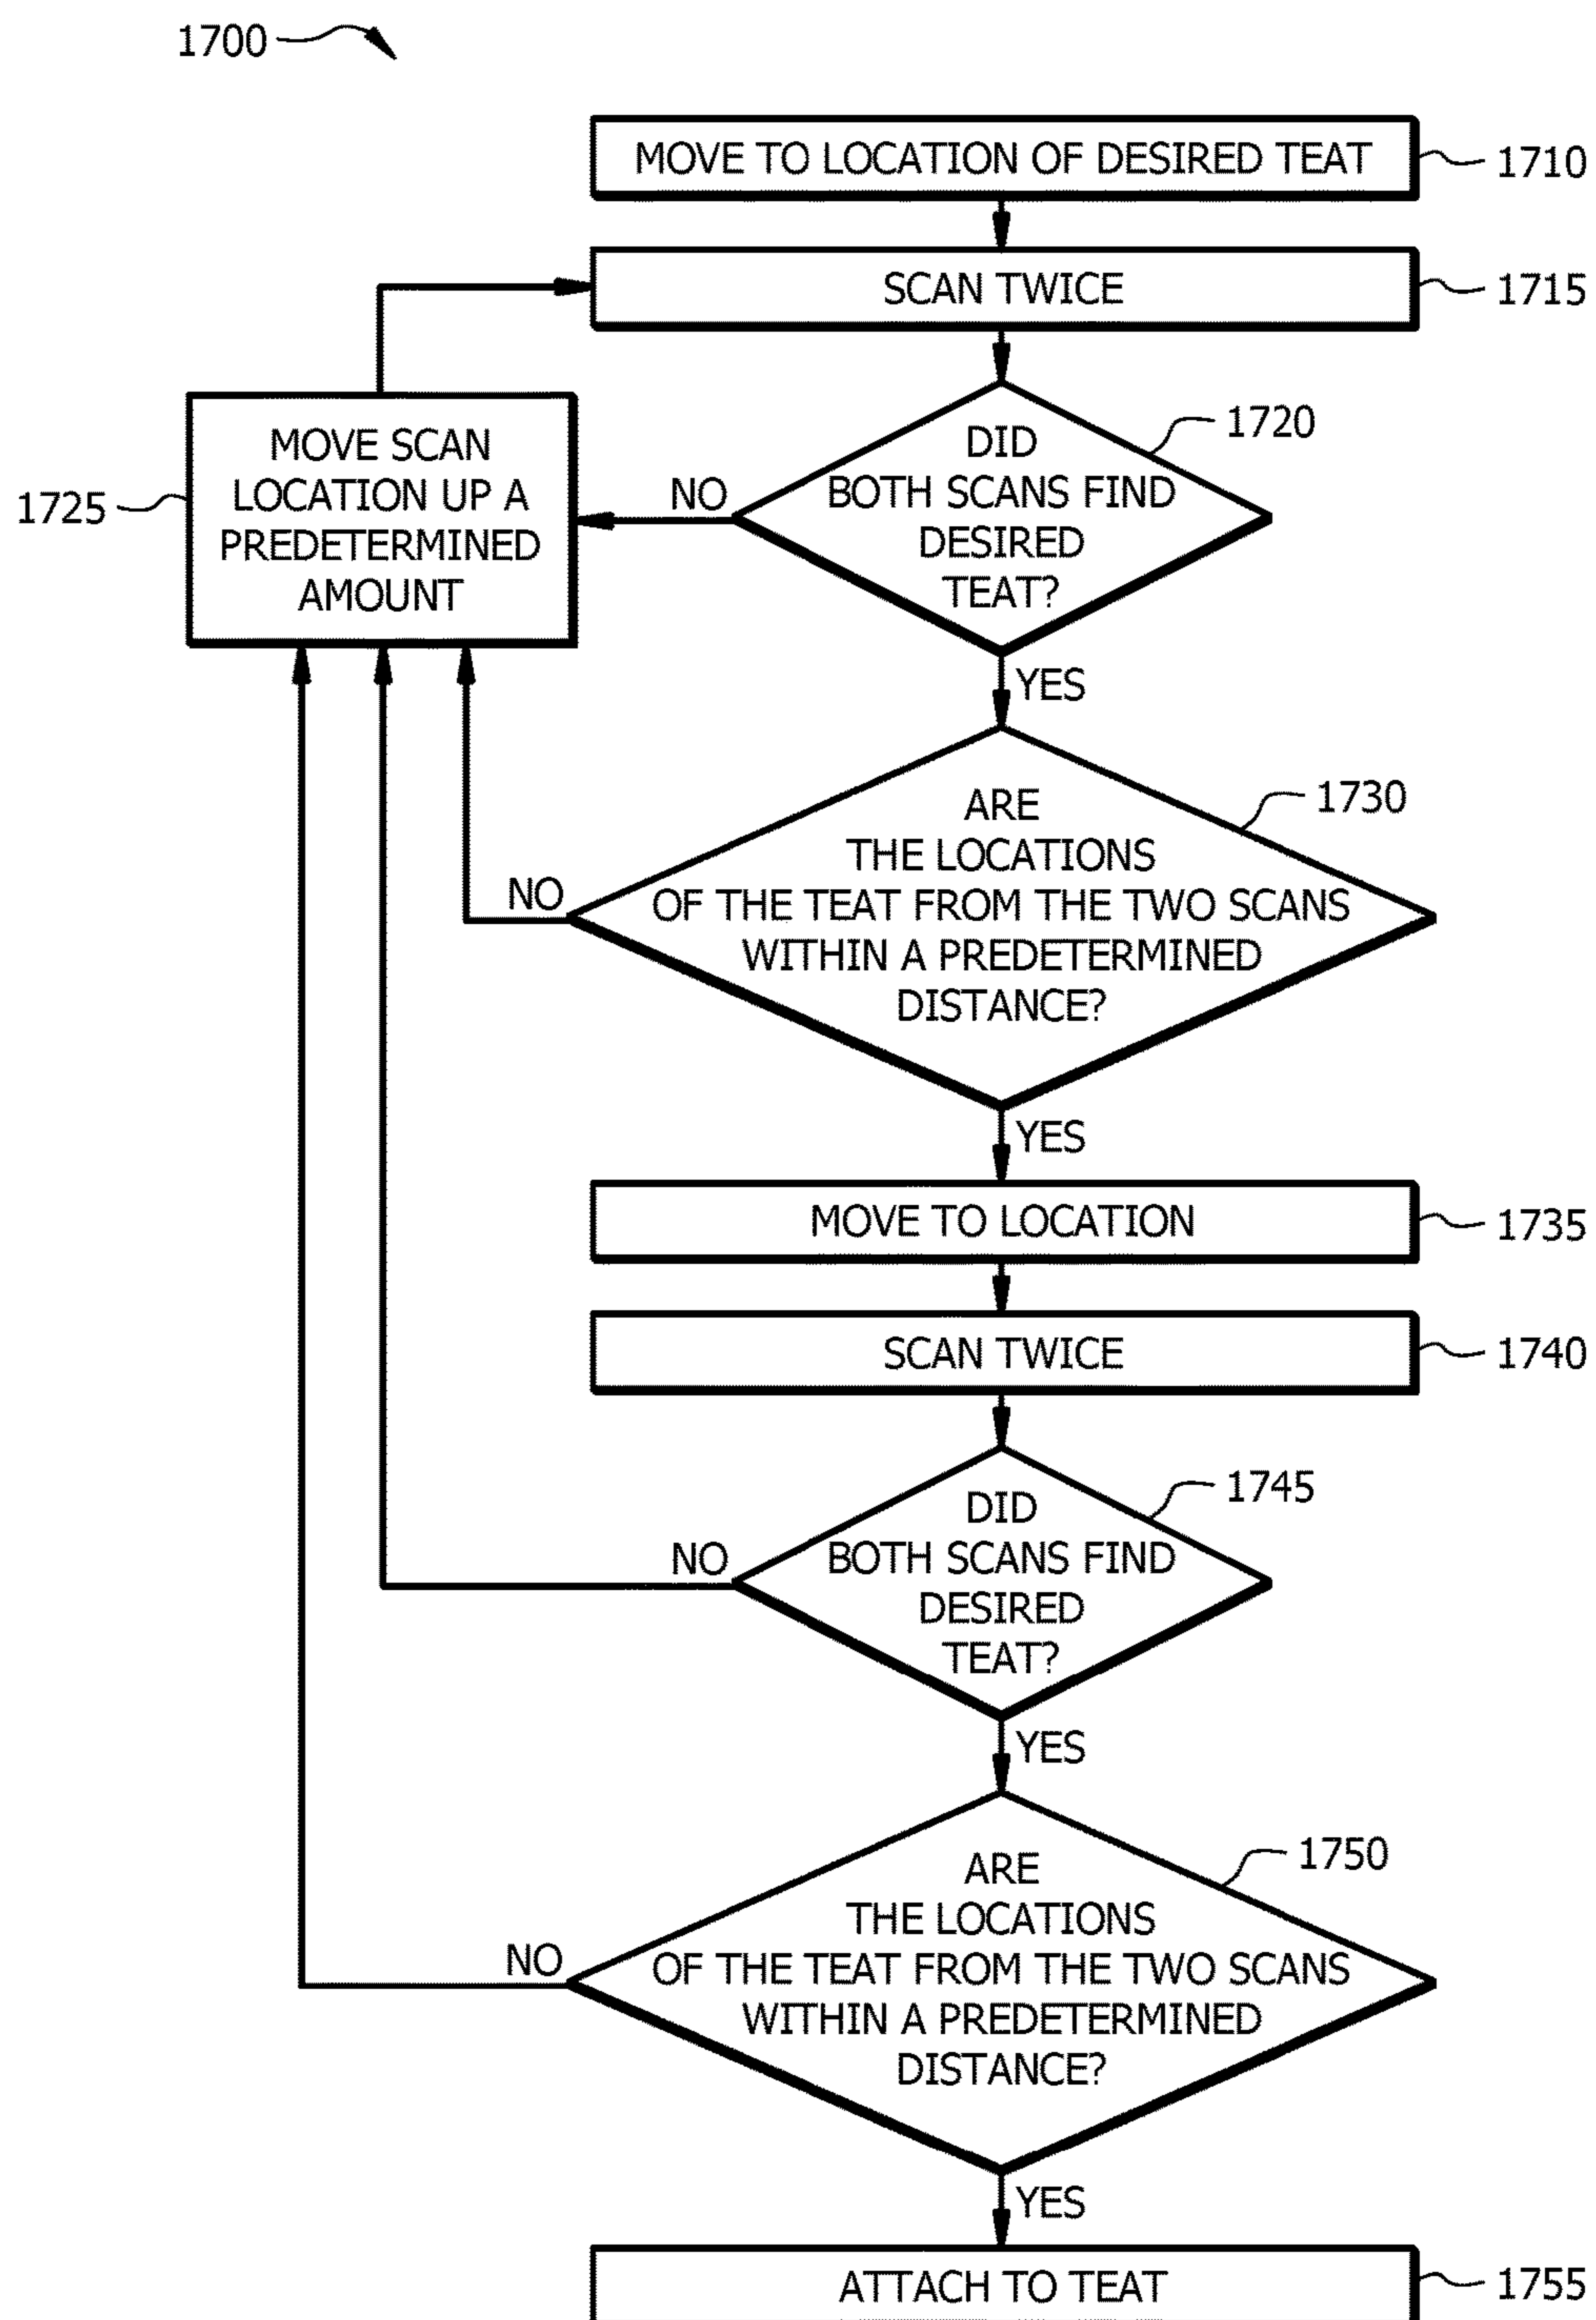 1700
MOVE TO LOCATION OF DESIRED TEAT
1710
SCAN TWICE
1715
MOVE SCAN
LOCATION UP A
PREDETERMINED
AMOUNT
1725
DID
BOTH SCANS FIND
DESIRED
TEAT?
1720
NO
YES
ARE
THE LOCATIONS
OF THE TEAT FROM THE TWO SCANS
WITHIN A PREDETERMINED
DISTANCE?
1730
NO
YES
MOVE TO LOCATION
1735
SCAN TWICE
1740
DID
BOTH SCANS FIND
DESIRED
TEAT?
1745
NO
YES
ARE
THE LOCATIONS
OF THE TEAT FROM THE TWO SCANS
WITHIN A PREDETERMINED
DISTANCE?
1750
NO
YES
ATTACH TO TEAT
1755